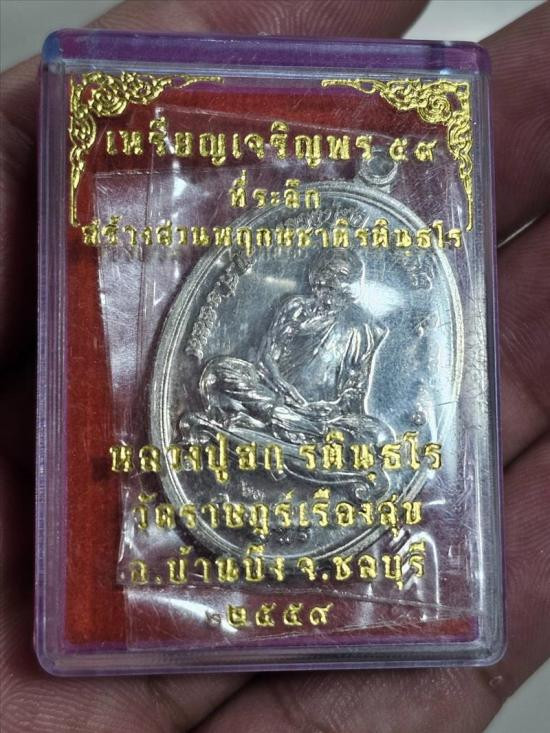 เหรียญเจริญพร ๕๙
ที่ระลึก
สร้างสวนพฤกษชาติรตินฺธโร
หลวงปู่ฮก รตินฺธโร
วัดราษฎร์เรืองสุข
อ.บ้านบึง จ.ชลบุรี
๒๕๕๙